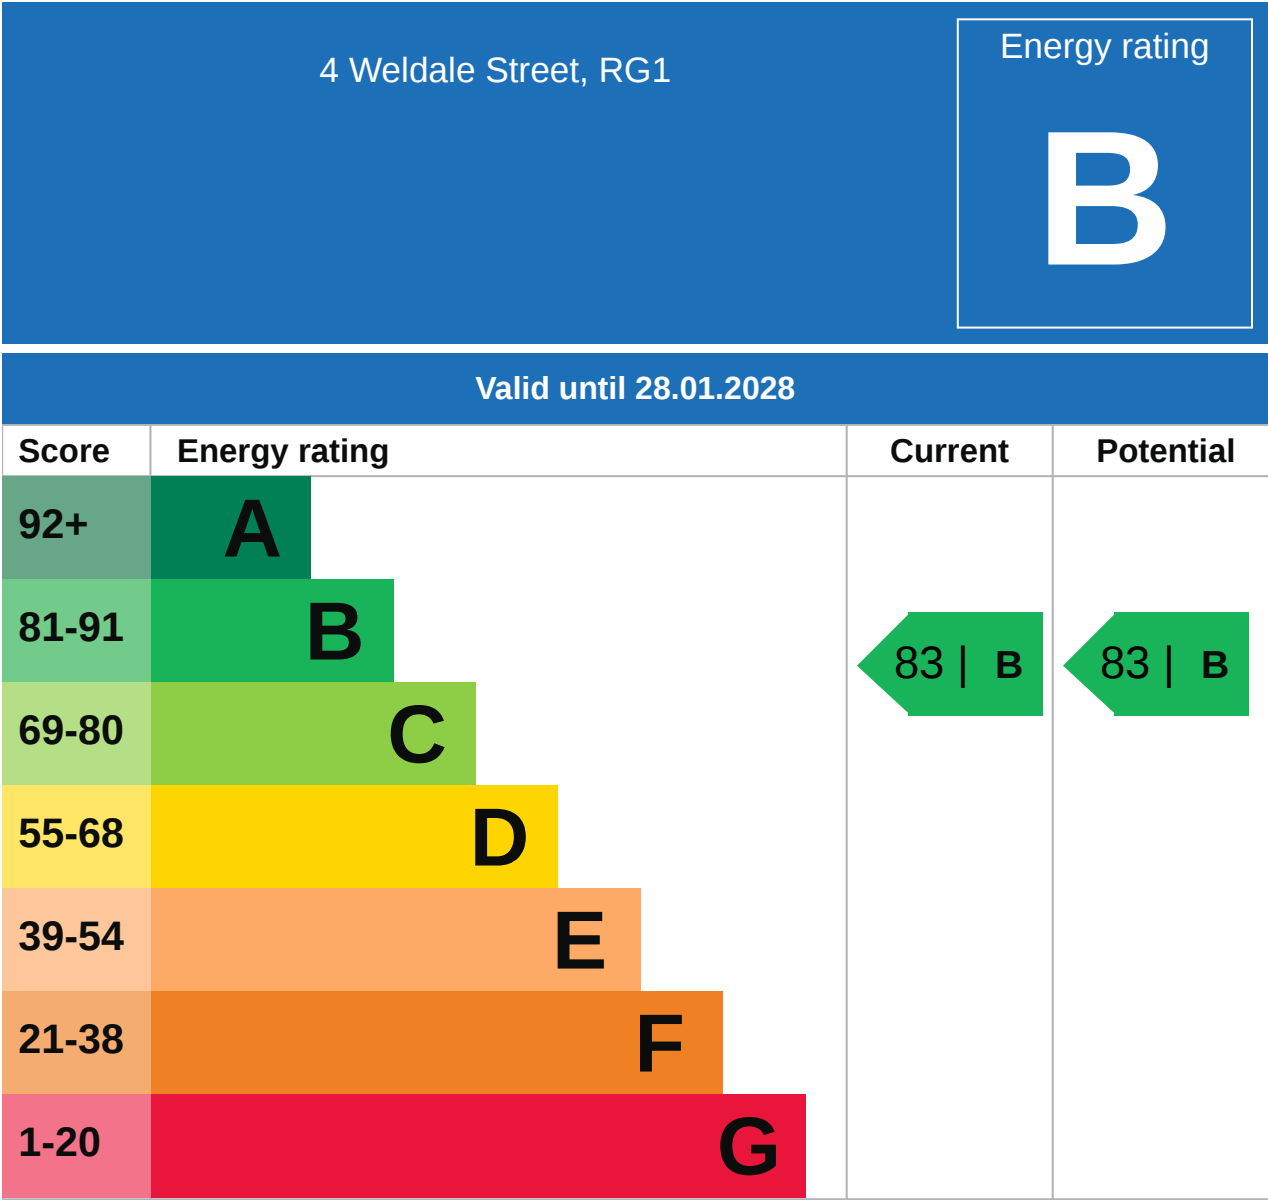 4 Weldale Street, RG1
Energy rating
B
Valid until 28.01.2028
Score Energy rating Current Potential
92+ A
81-91 B
83 | B 83 | B
69-80 C
55-68 D
39-54 E
21-38 F
1-20 G